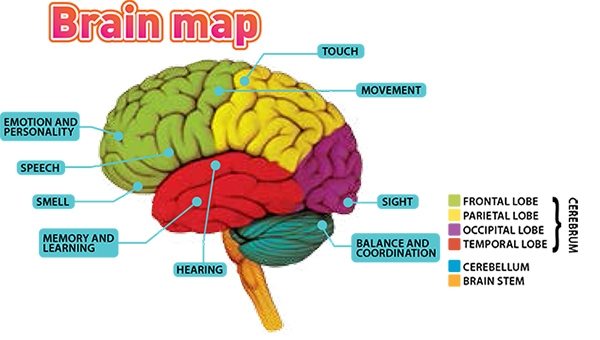 Brain map
TOUCH
MOVEMENT
EMOTION AND
PERSONALITY
SPEECH
SMELL
MEMORY AND
LEARNING
HEARING
SIGHT
BALANCE AND
COORDINATION
FRONTAL LOBE
PARIETAL LOBE
OCCIPITAL LOBE
TEMPORAL LOBE
CEREBRUM
CEREBELLUM
BRAIN STEM